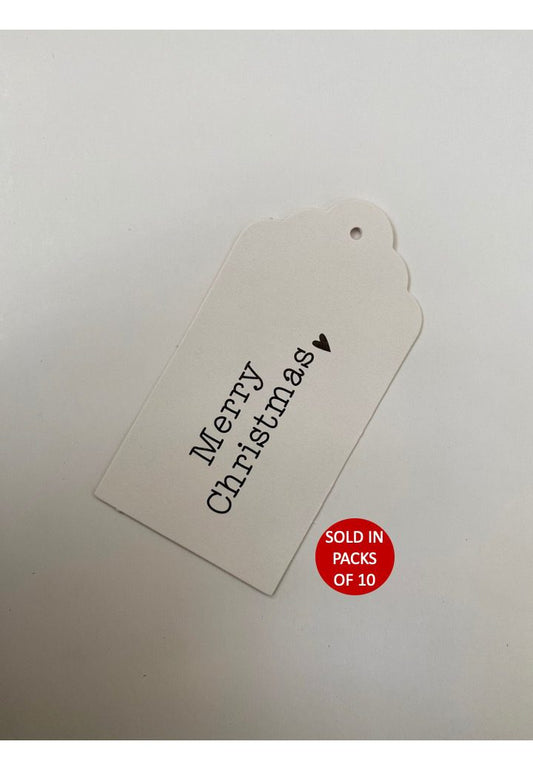 Merry
Christmas♥
SOLD IN
PACKS
OF 10